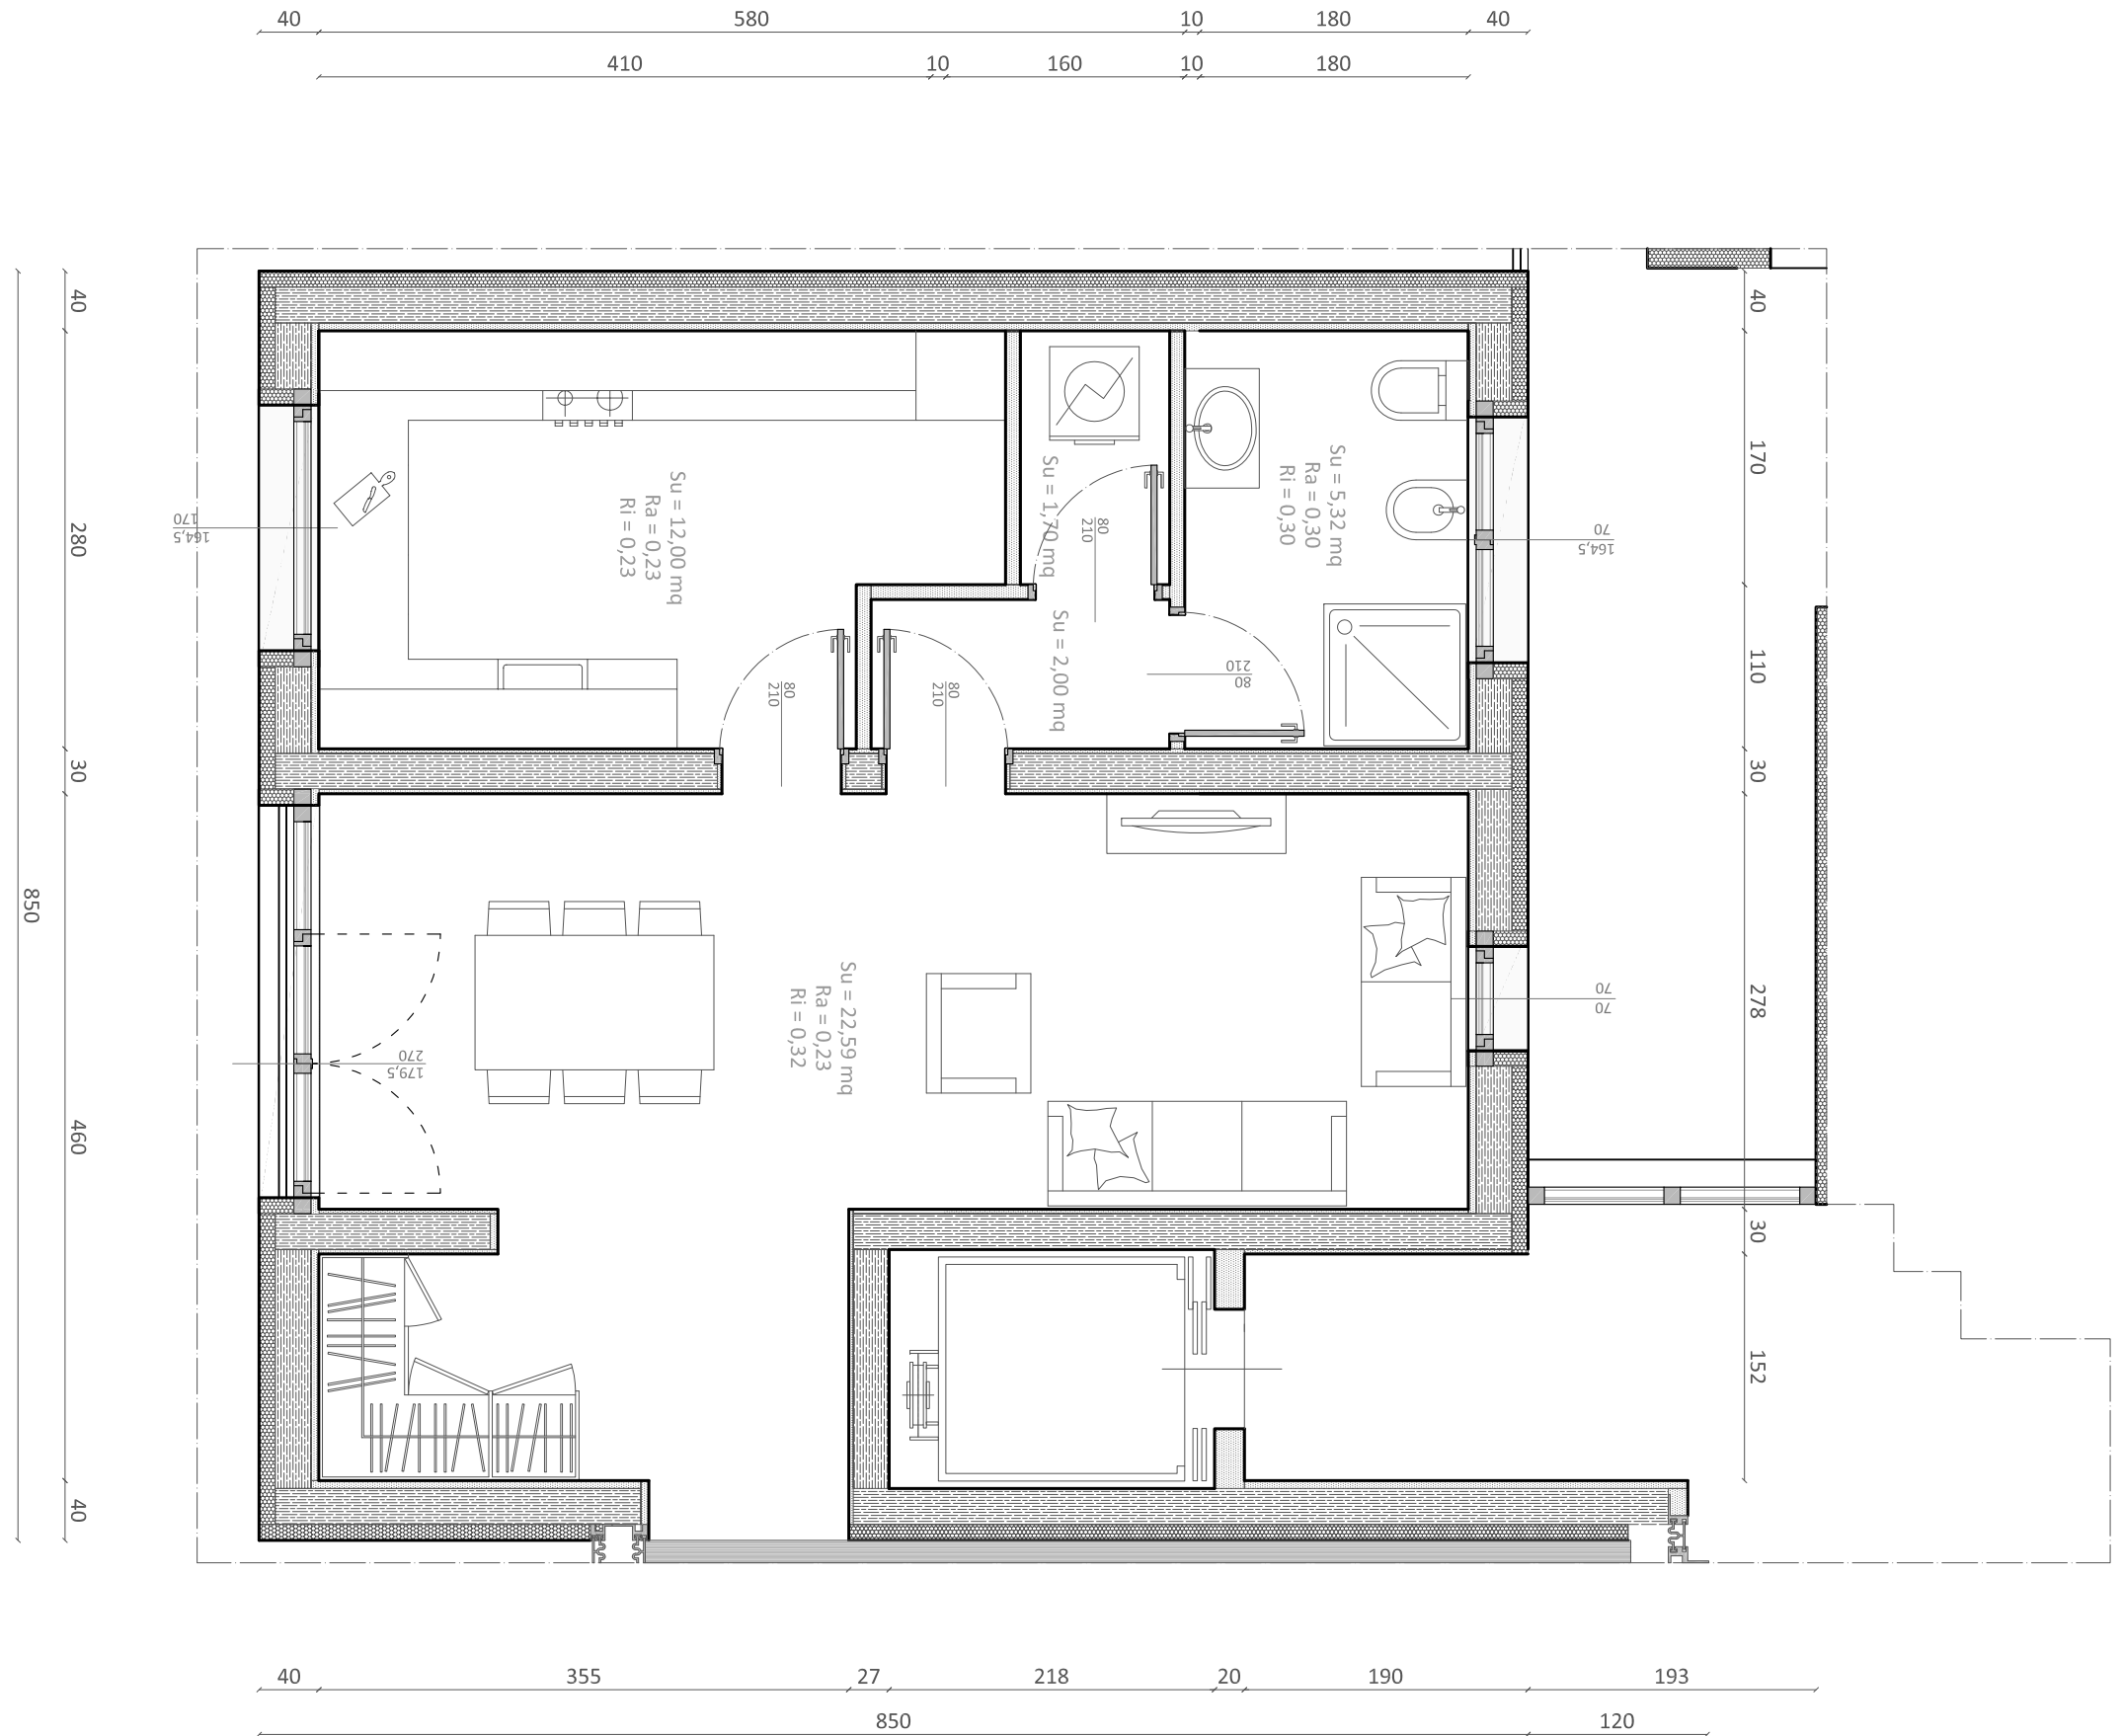 40 580 10 180 40
410 10 160 10 180
40
280
30
460
40
850
40
170
110
30
278
30
152
Su = 12,00 mq
Ra = 0,23
Ri = 0,23
Su = 1,70 mq
Su = 2,00 mq
Su = 5,32 mq
Ra = 0,30
Ri = 0,30
Su = 22,59 mq
Ra = 0,23
Ri = 0,32
170
164,5
80
210
80
210
80
210
80
210
70
164,5
70
70
270
179,5
40 355 27 218 20 190 193
850 120